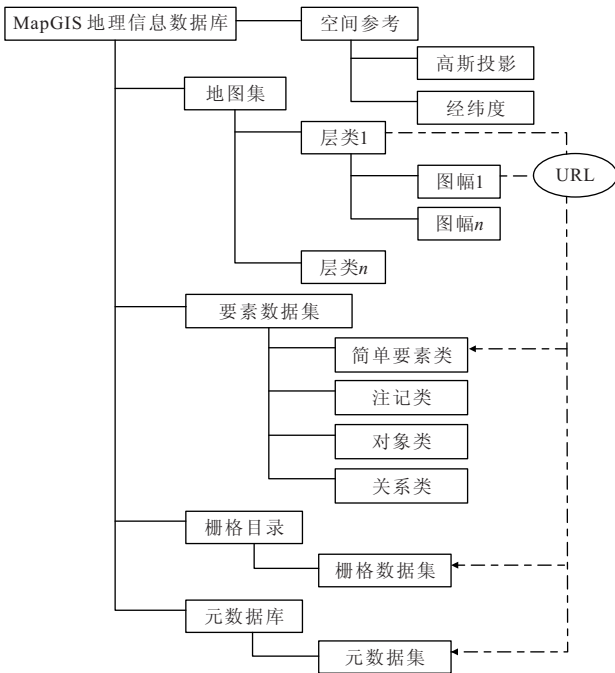 MapGIS 地理信息数据库
空间参考
高斯投影
经纬度
地图集
层类1
图幅1
URL
图幅n
层类n
要素数据集
简单要素类
注记类
对象类
关系类
栅格目录
栅格数据集
元数据库
元数据集